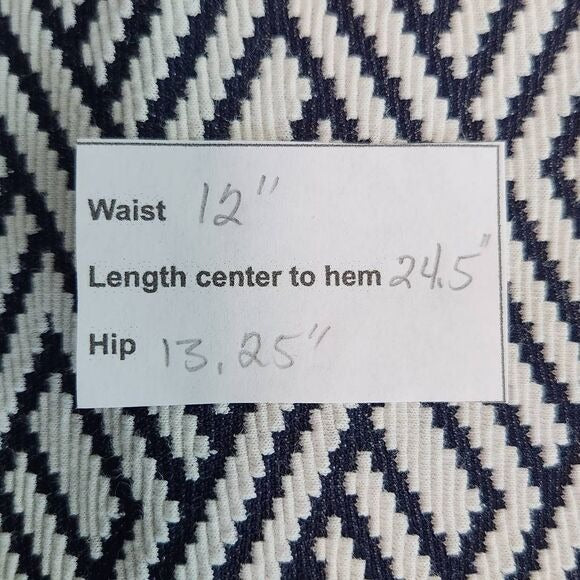 Waist 12"
Length center to hem 24.5"
Hip 13.25"